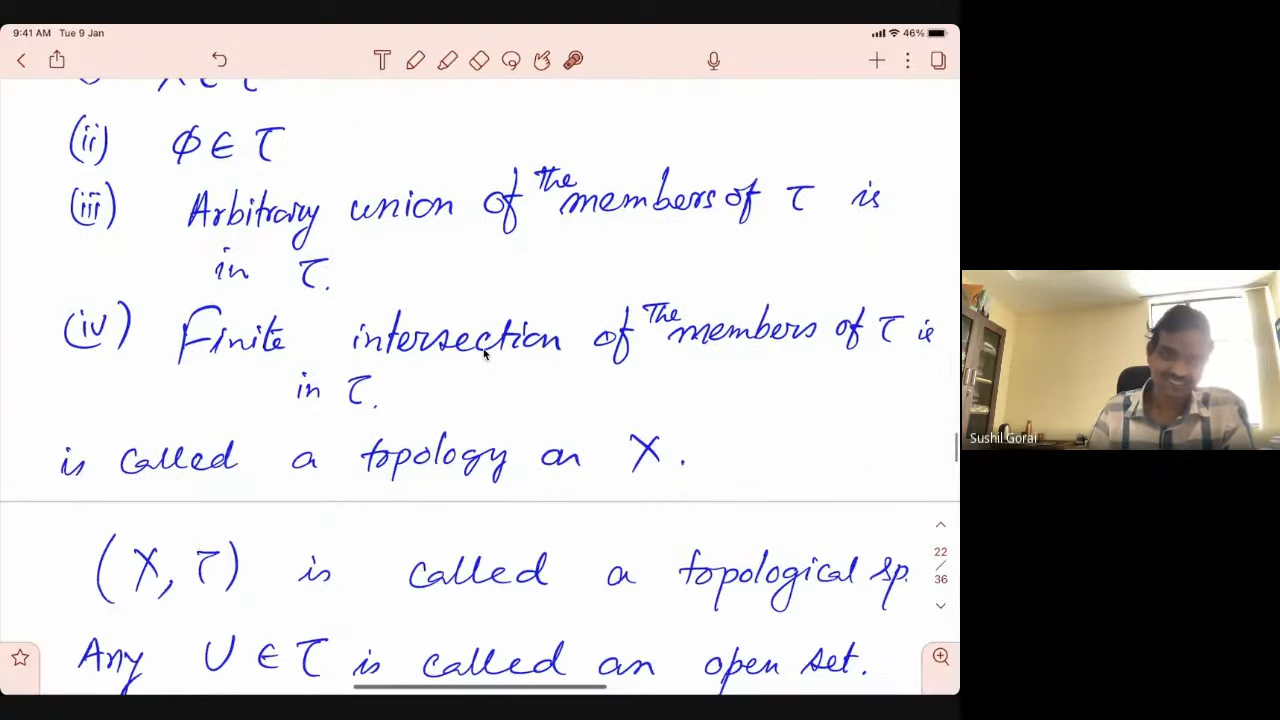 9:41 AM Tue 9 Jan
46%
(ii) φ ∈ τ
(iii) Arbitrary union of the members of τ is
in τ.
(iv) Finite intersection of the members of τ is
in τ.
is called a topology on X.
(X, τ) is called a topological sp.
22
/
36
Any U ∈ τ is called an open set.
Sushil Gorai